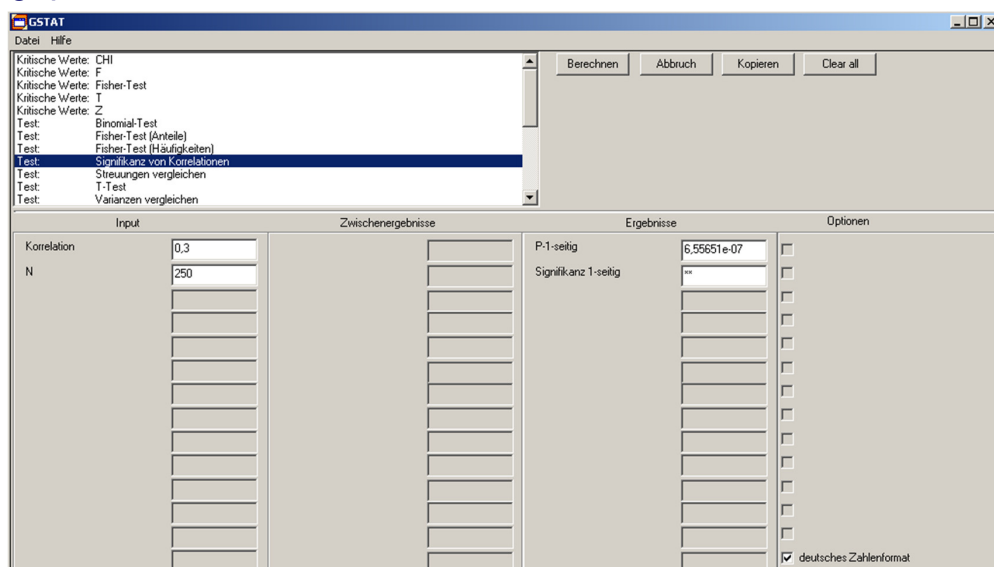 GSTAT
Datei Hilfe
Kritische Werte: CHI
Kritische Werte: F
Kritische Werte: Fisher-Test
Kritische Werte: T
Kritische Werte: Z
Test: Binomial-Test
Test: Fisher-Test (Anteile)
Test: Fisher-Test (Häufigkeiten)
Test: Signifikanz von Korrelationen
Test: Streuungen vergleichen
Test: T-Test
Test: Varianzen vergleichen
Berechnen Abbruch Kopieren Clear all
Input Zwischenergebnisse Ergebnisse Optionen
Korrelation 0,3 P-1-seitig 6,55651e-07
N 250 Signifikanz 1-seitig **
deutsches Zahlenformat